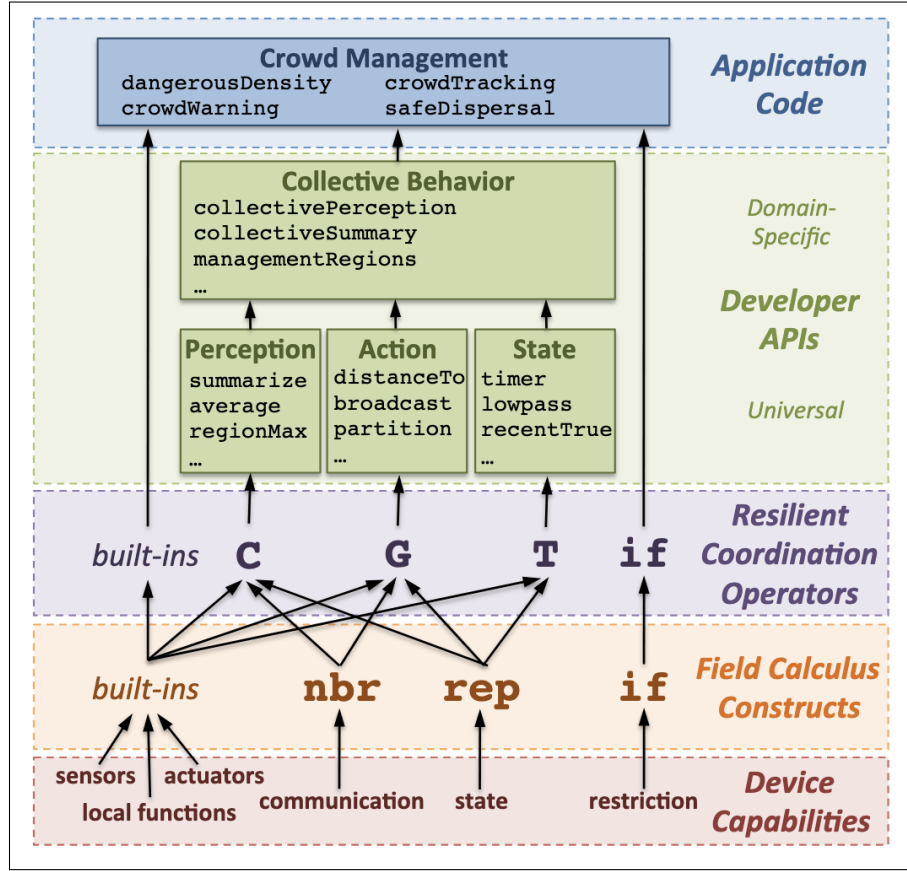 Crowd Management
dangerousDensity crowdTracking
crowdWarning safeDispersal
Application
Code
Collective Behavior
collectivePerception
collectiveSummary
managementRegions
…
Domain-
Specific
Developer
APIs
Universal
Perception
summarize
average
regionMax
…
Action
distanceTo
broadcast
partition
…
State
timer
lowpass
recentTrue
…
built-ins C G T if
Resilient
Coordination
Operators
built-ins nbr rep if
Field Calculus
Constructs
sensors actuators
local functions
communication state restriction
Device
Capabilities